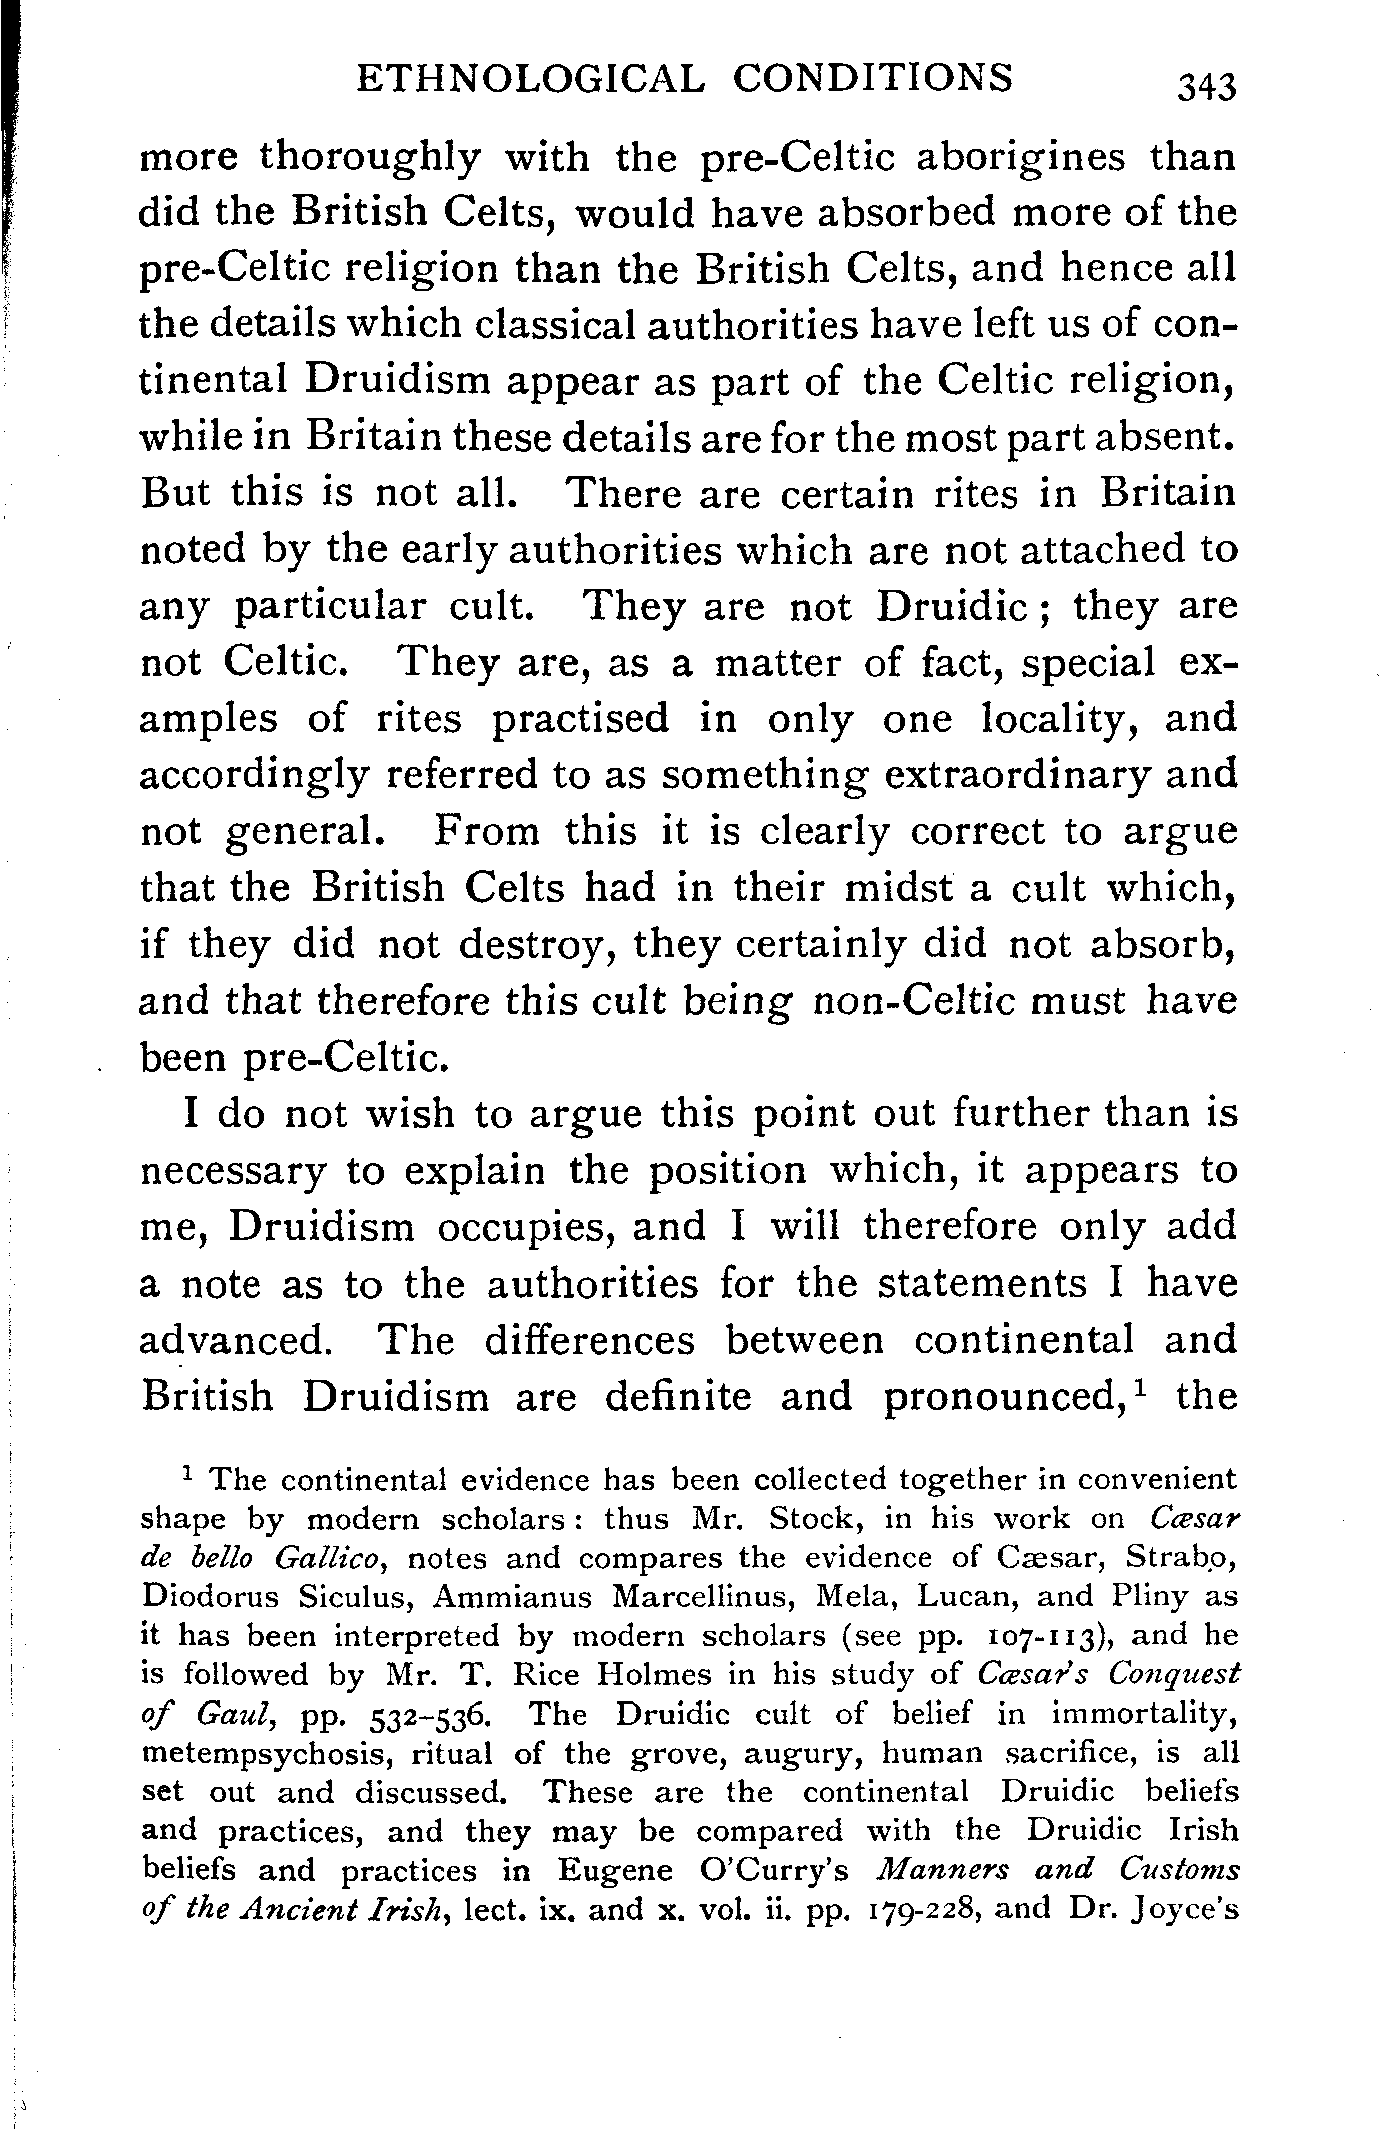 ETHNOLOGICAL CONDITIONS 343
more thoroughly with the pre-Celtic aborigines than
did the British Celts, would have absorbed more of the
pre-Celtic religion than the British Celts, and hence all
the details which classical authorities have left us of con-
tinental Druidism appear as part of the Celtic religion,
while in Britain these details are for the most part absent.
But this is not all. There are certain rites in Britain
noted by the early authorities which are not attached to
any particular cult. They are not Druidic ; they are
not Celtic. They are, as a matter of fact, special ex-
amples of rites practised in only one locality, and
accordingly referred to as something extraordinary and
not general. From this it is clearly correct to argue
that the British Celts had in their midst a cult which,
if they did not destroy, they certainly did not absorb,
and that therefore this cult being non-Celtic must have
been pre-Celtic.
I do not wish to argue this point out further than is
necessary to explain the position which, it appears to
me, Druidism occupies, and I will therefore only add
a note as to the authorities for the statements I have
advanced. The differences between continental and
British Druidism are definite and pronounced,¹ the
¹ The continental evidence has been collected together in convenient
shape by modern scholars : thus Mr. Stock, in his work on Cæsar
de bello Gallico, notes and compares the evidence of Cæsar, Strabo,
Diodorus Siculus, Ammianus Marcellinus, Mela, Lucan, and Pliny as
it has been interpreted by modern scholars (see pp. 107-113), and he
is followed by Mr. T. Rice Holmes in his study of Cæsar's Conquest
of Gaul, pp. 532-536. The Druidic cult of belief in immortality,
metempsychosis, ritual of the grove, augury, human sacrifice, is all
set out and discussed. These are the continental Druidic beliefs
and practices, and they may be compared with the Druidic Irish
beliefs and practices in Eugene O'Curry's Manners and Customs
of the Ancient Irish, lect. ix. and x. vol. ii. pp. 179-228, and Dr. Joyce's